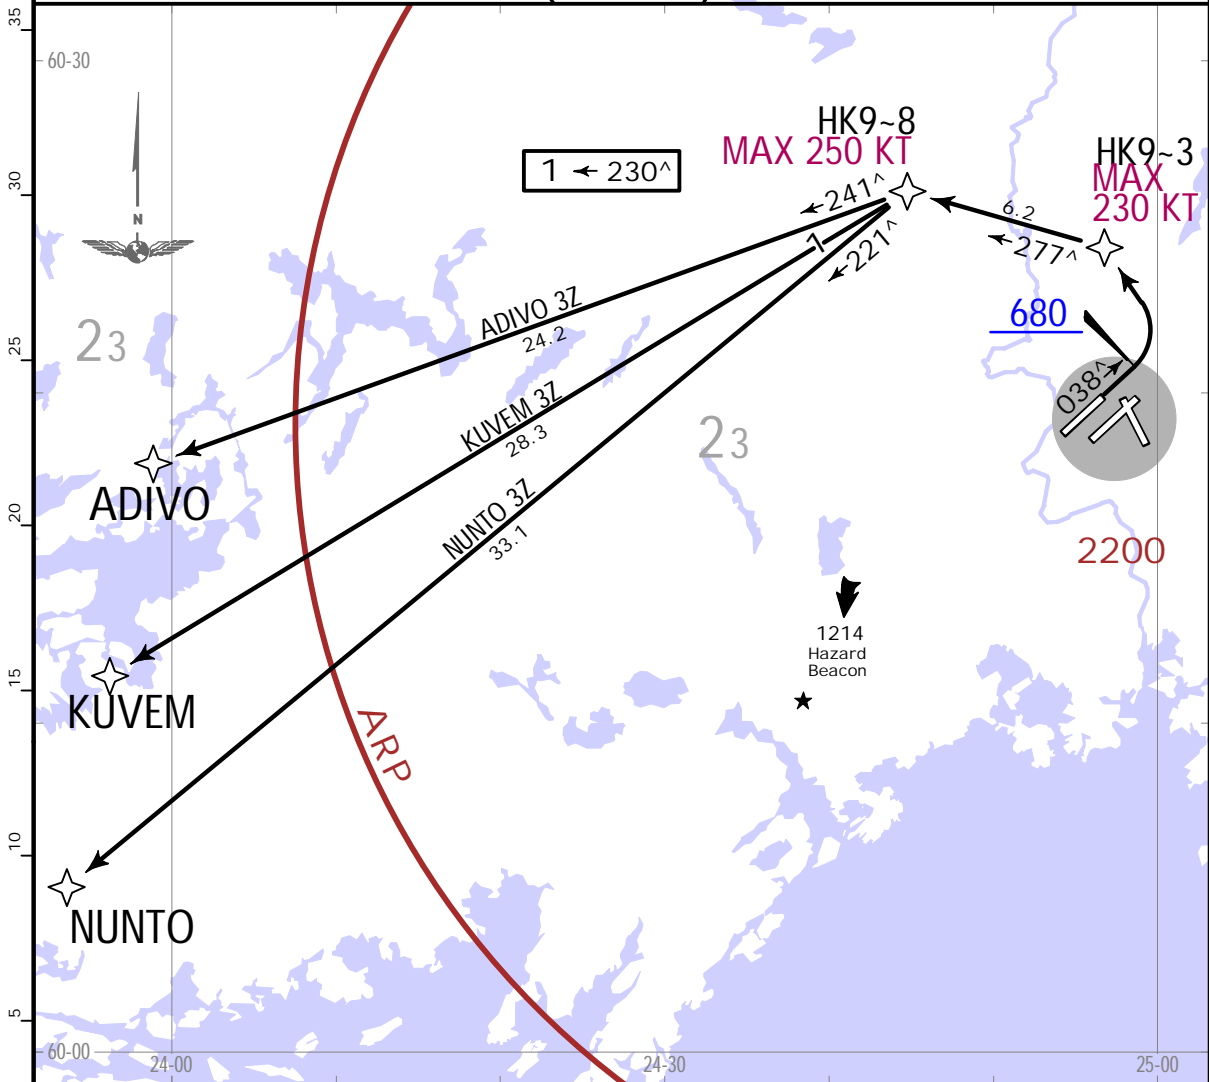 35
60-30
HK9~8
MAX 250 KT
HK9~3
MAX
230 KT
1 ← 230^
30
←241^
6.2
←277^
1
←221^
N
680
ADIVO 3Z
24.2
23
25
038^→
KUVEM 3Z
28.3
23
ADIVO
NUNTO 3Z
33.1
20
2200
1214
Hazard
Beacon
15
KUVEM
ARP
10
NUNTO
5
60-00
24-00
24-30
25-00